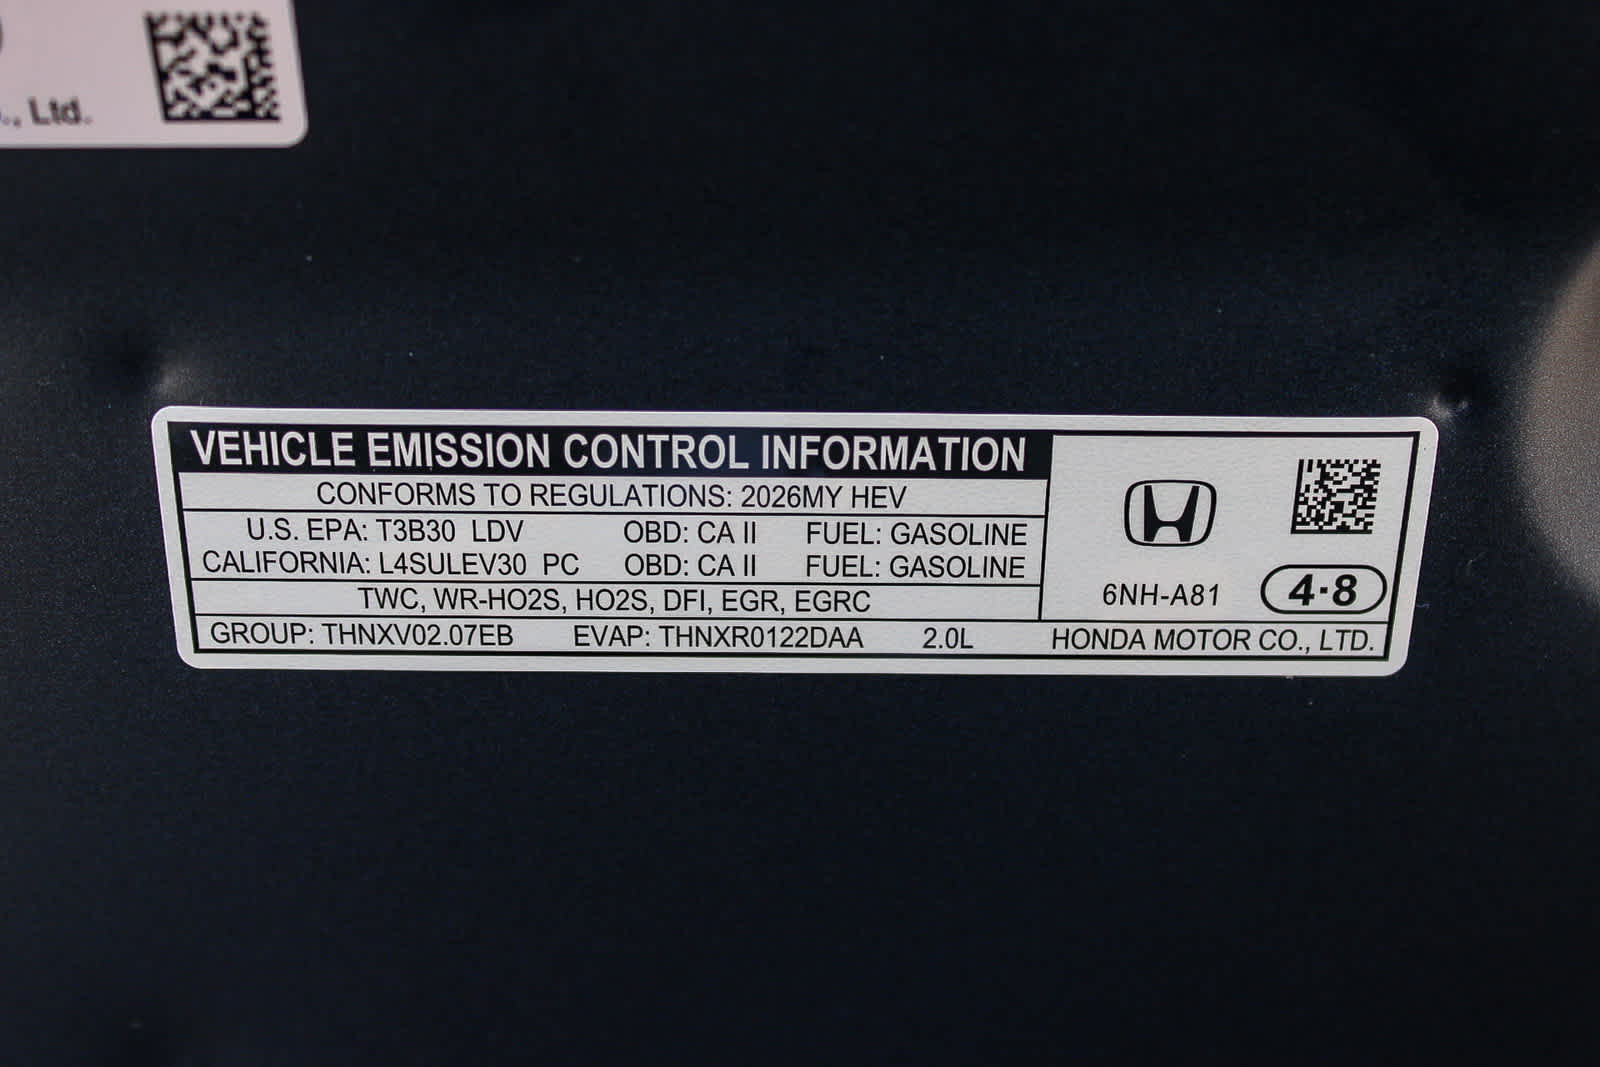 ., Ltd.
VEHICLE EMISSION CONTROL INFORMATION
CONFORMS TO REGULATIONS: 2026MY HEV
U.S. EPA: T3B30 LDV OBD: CA II FUEL: GASOLINE
CALIFORNIA: L4SULEV30 PC OBD: CA II FUEL: GASOLINE
TWC, WR-HO2S, HO2S, DFI, EGR, EGRC
6NH-A81 4·8
GROUP: THNXV02.07EB EVAP: THNXR0122DAA 2.0L HONDA MOTOR CO., LTD.